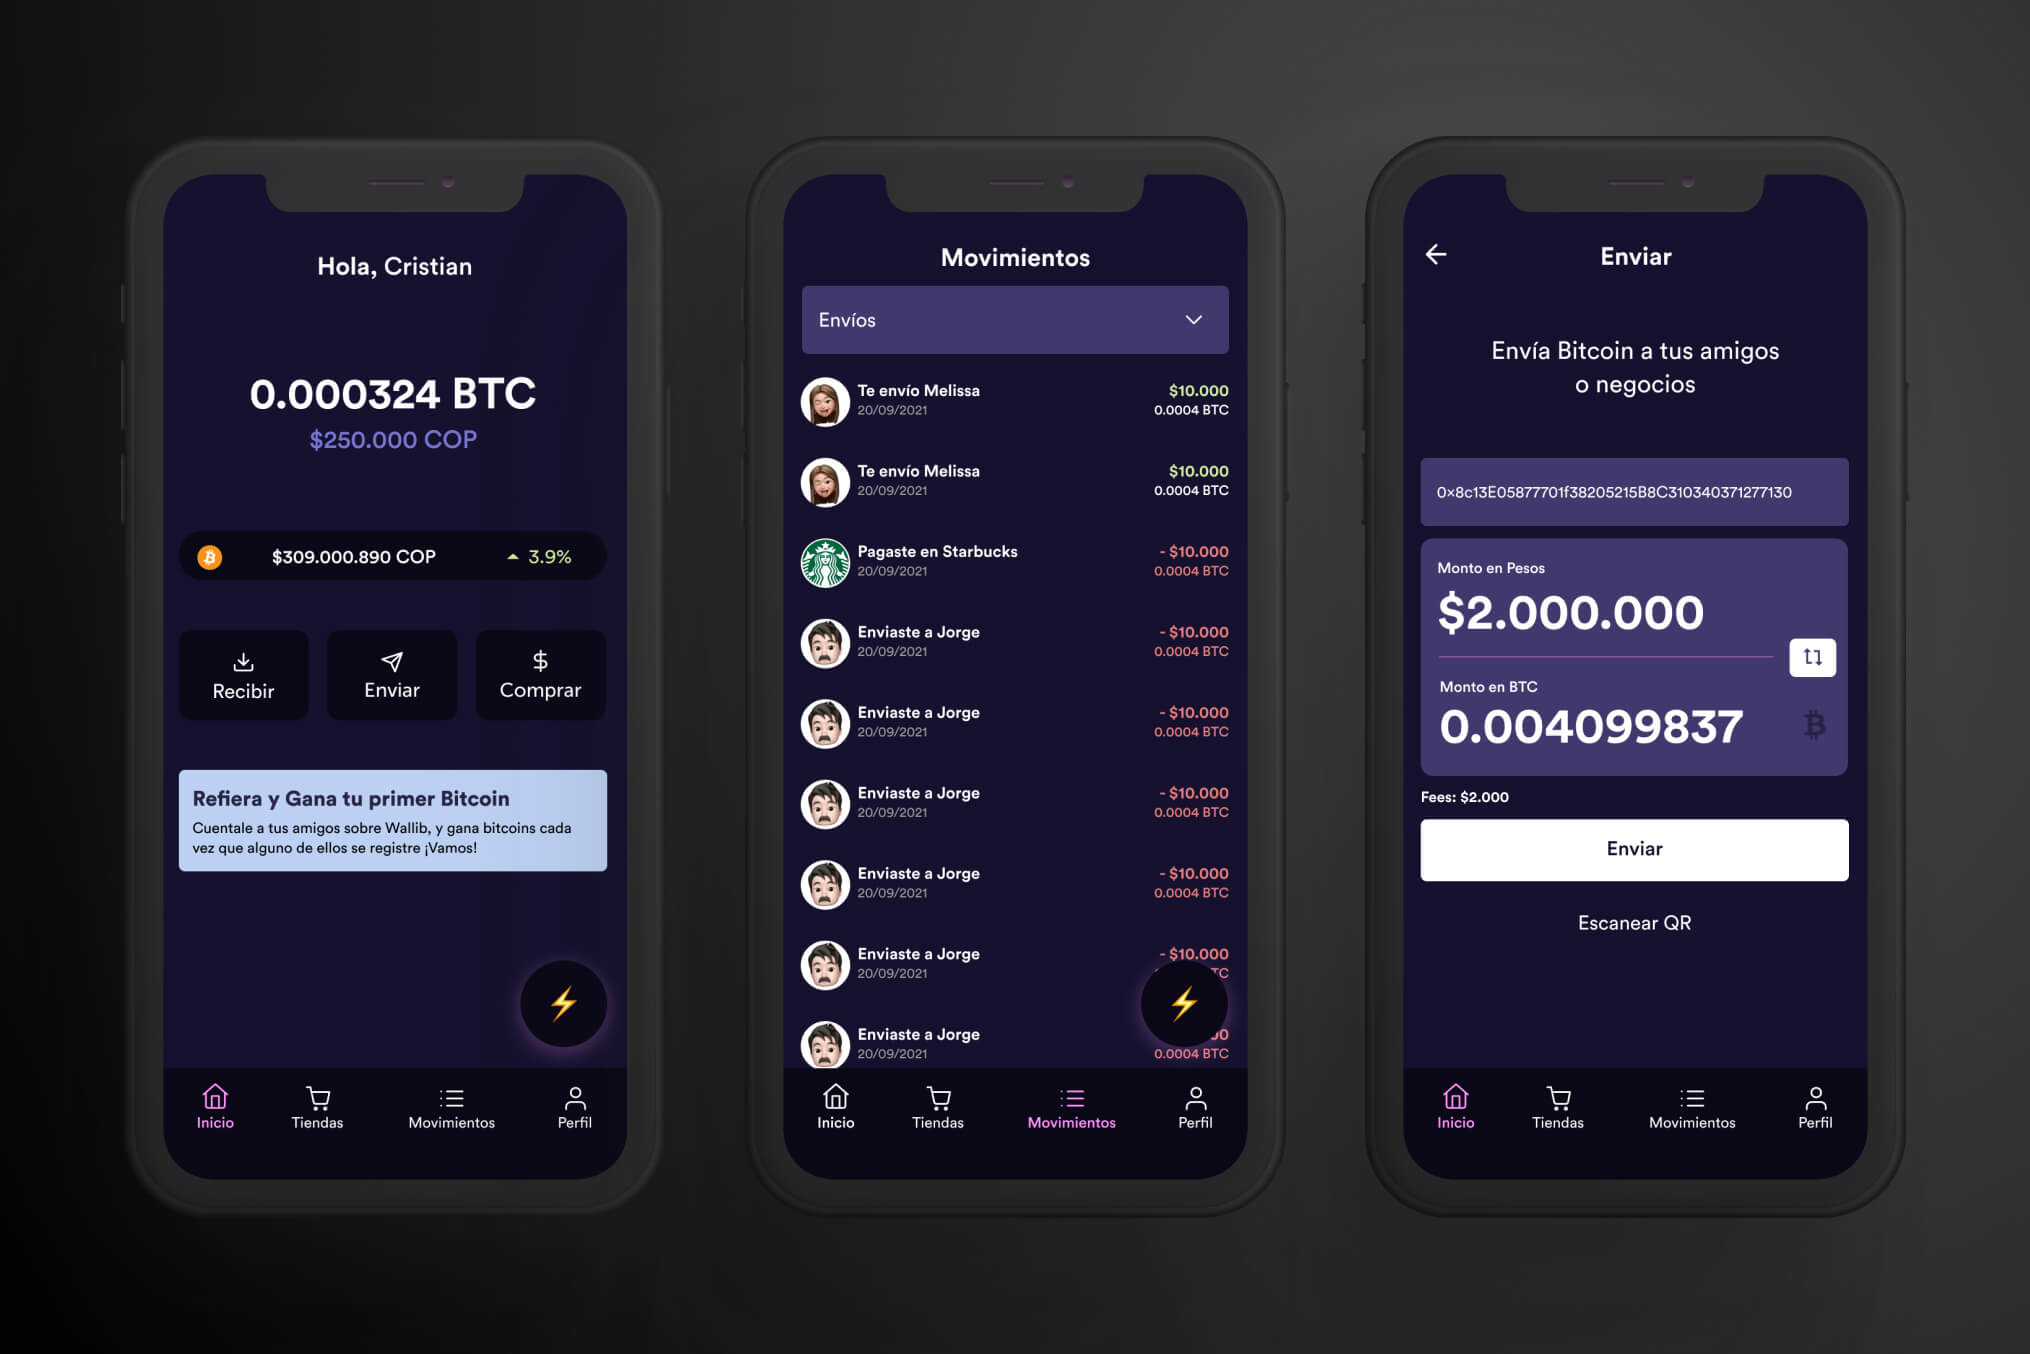 Hola, Cristian
0.000324 BTC
$250.000 COP
$309.000.890 COP
3.9%
Recibir
Enviar
Comprar
Refiera y Gana tu primer Bitcoin
Cuentale a tus amigos sobre Wallib, y gana bitcoins cada
vez que alguno de ellos se registre ¡Vamos!
Inicio
Tiendas
Movimientos
Perfil
Movimientos
Envíos
Te envío Melissa
$10.000
20/09/2021
0.0004 BTC
Te envío Melissa
$10.000
20/09/2021
0.0004 BTC
Pagaste en Starbucks
- $10.000
20/09/2021
0.0004 BTC
Enviaste a Jorge
- $10.000
20/09/2021
0.0004 BTC
Enviaste a Jorge
- $10.000
20/09/2021
0.0004 BTC
Enviaste a Jorge
- $10.000
20/09/2021
0.0004 BTC
Enviaste a Jorge
- $10.000
20/09/2021
0.0004 BTC
Enviaste a Jorge
- $10.000
20/09/2021
Enviaste a Jorge
20/09/2021
0.0004 BTC
Inicio
Tiendas
Movimientos
Perfil
Enviar
Envía Bitcoin a tus amigos
o negocios
0x8c13E05877701f38205215B8C310340371277130
Monto en Pesos
$2.000.000
Monto en BTC
0.004099837
Fees: $2.000
Enviar
Escanear QR
Inicio
Tiendas
Movimientos
Perfil